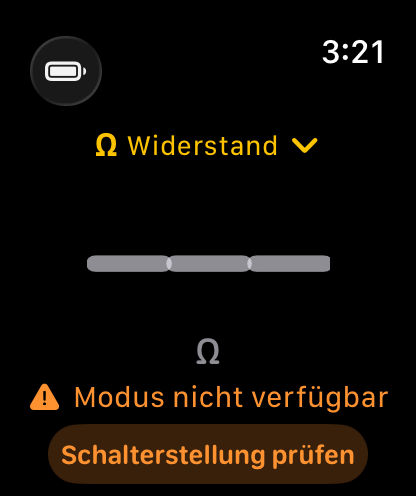 3:21
Ω Widerstand
Ω
Modus nicht verfügbar
Schalterstellung prüfen